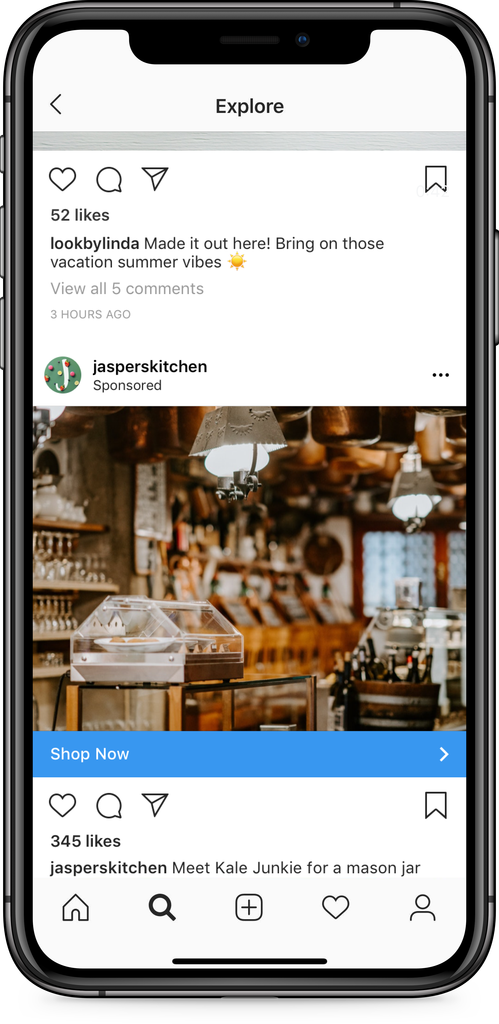 Explore
52 likes
lookbylinda Made it out here! Bring on those
vacation summer vibes ☀️
View all 5 comments
3 HOURS AGO
jasperskitchen
Sponsored
Shop Now
345 likes
jasperskitchen Meet Kale Junkie for a mason jar